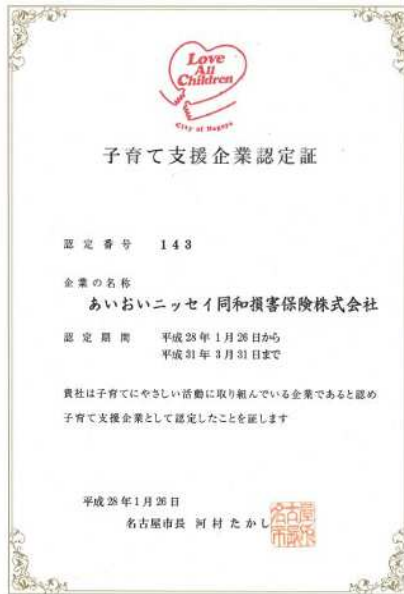 Love
All
Children
City of Nagoya
子育て支援企業認定証
認定番号 143
企業の名称
あいおいニッセイ同和損害保険株式会社
認定期間 平成28年1月26日から
平成31年3月31日まで
貴社は子育てにやさしい活動に取り組んでいる企業であると認め
子育て支援企業として認定したことを証します
平成28年1月26日
名古屋市長 河村たかし